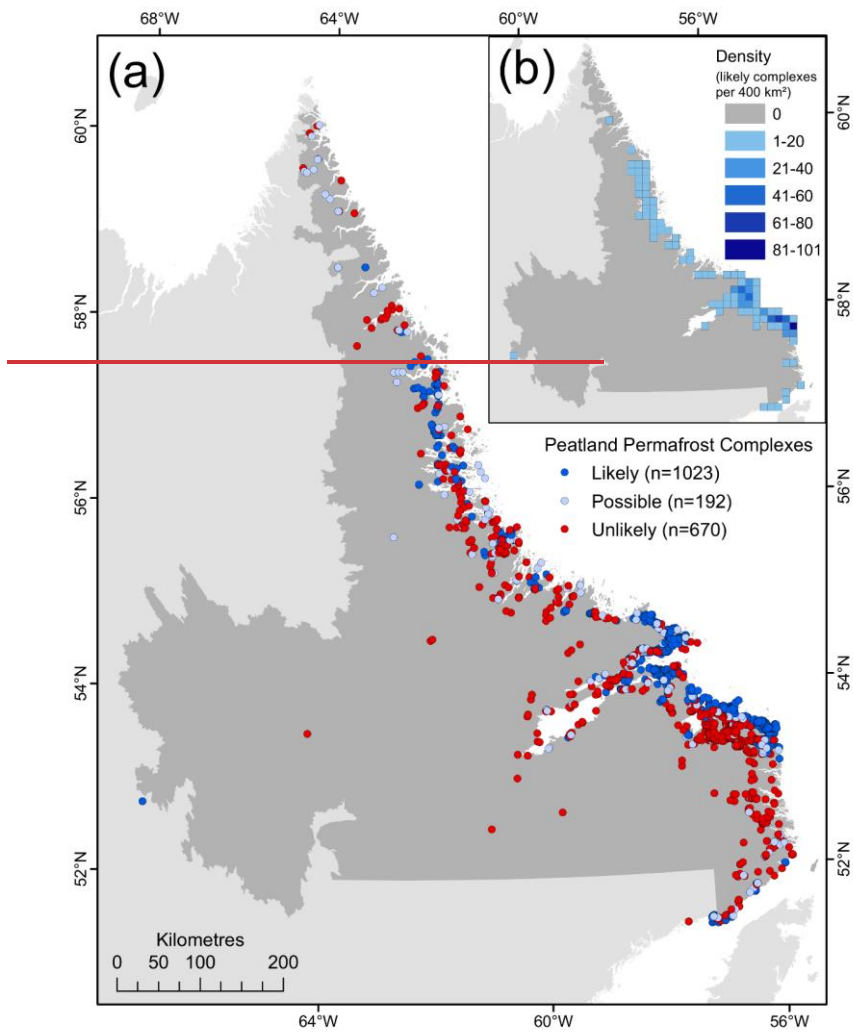 68°W 64°W 60°W 56°W
(a)
(b)
Density
(likely complexes
per 400 km²)
0
1-20
21-40
41-60
61-80
81-101
60°N
58°N
56°N
54°N
52°N
60°N
58°N
56°N
54°N
52°N
Peatland Permafrost Complexes
Likely (n=1023)
Possible (n=192)
Unlikely (n=670)
Kilometres
0 50 100 200
64°W 60°W 56°W